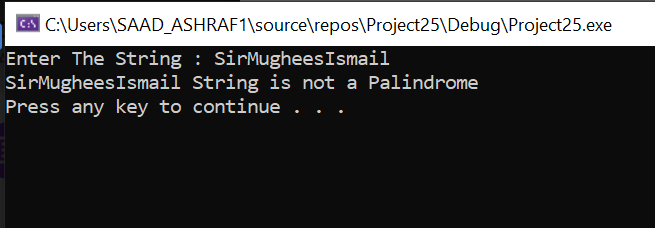 C:\Users\SAAD_ASHRAF1\source\repos\Project25\Debug\Project25.exe
Enter The String : SirMugheesIsmail
SirMugheesIsmail String is not a Palindrome
Press any key to continue . . .